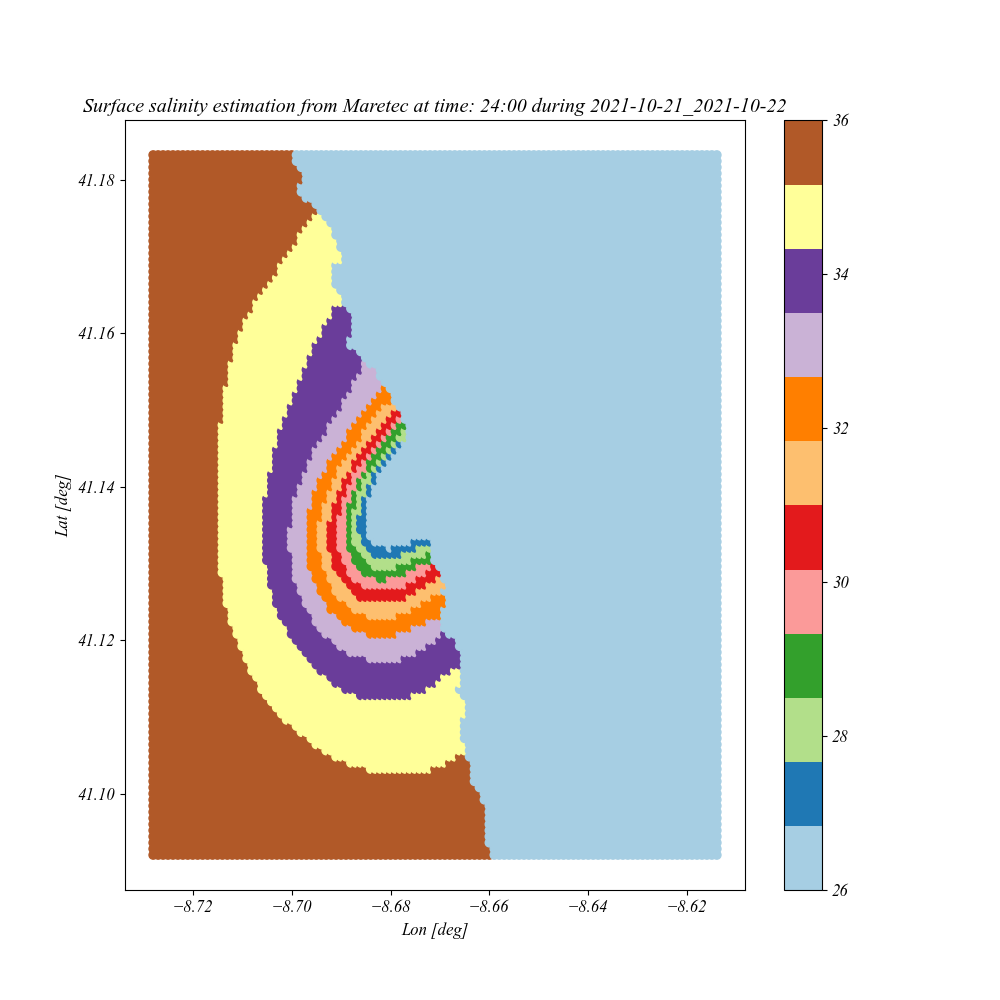 Surface salinity estimation from Maretec at time: 24:00 during 2021-10-21_2021-10-22
36
41.18
34
41.16
32
Lat [deg]
41.14
30
41.12
28
41.10
26
−8.72 −8.70 −8.68 −8.66 −8.64 −8.62
Lon [deg]